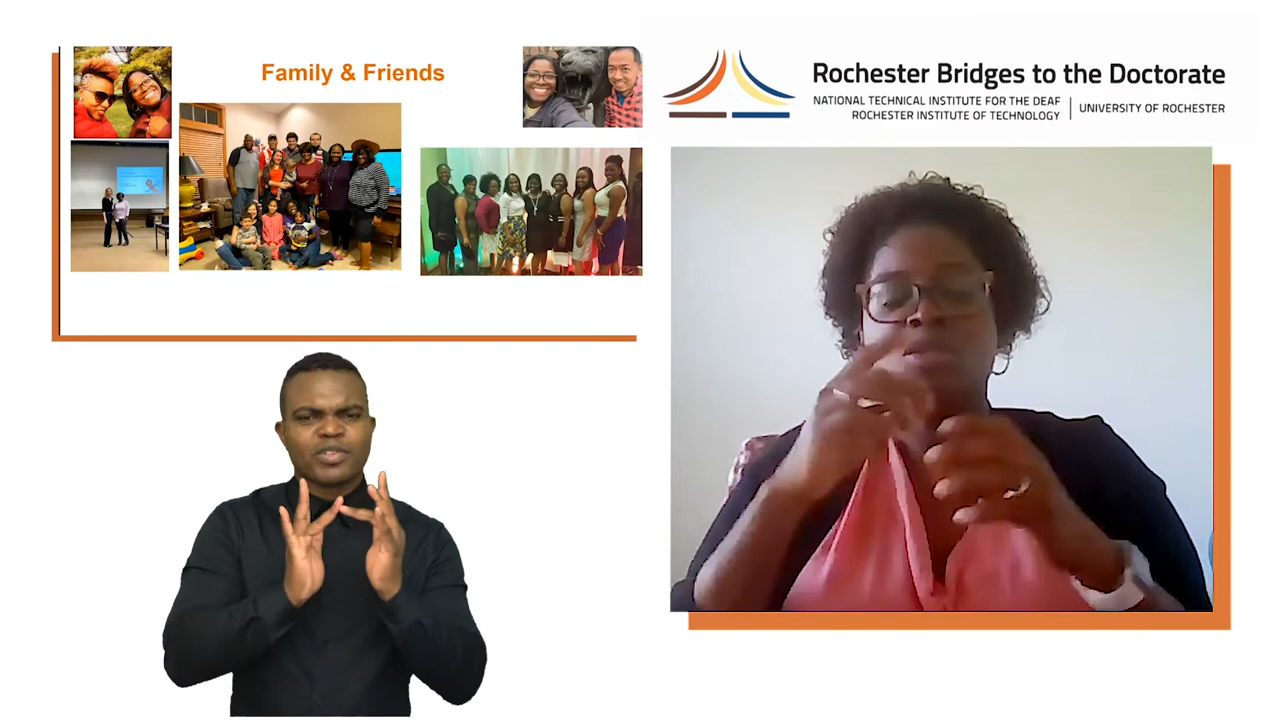 Family & Friends
Rochester Bridges to the Doctorate
NATIONAL TECHNICAL INSTITUTE FOR THE DEAF
ROCHESTER INSTITUTE OF TECHNOLOGY
UNIVERSITY OF ROCHESTER